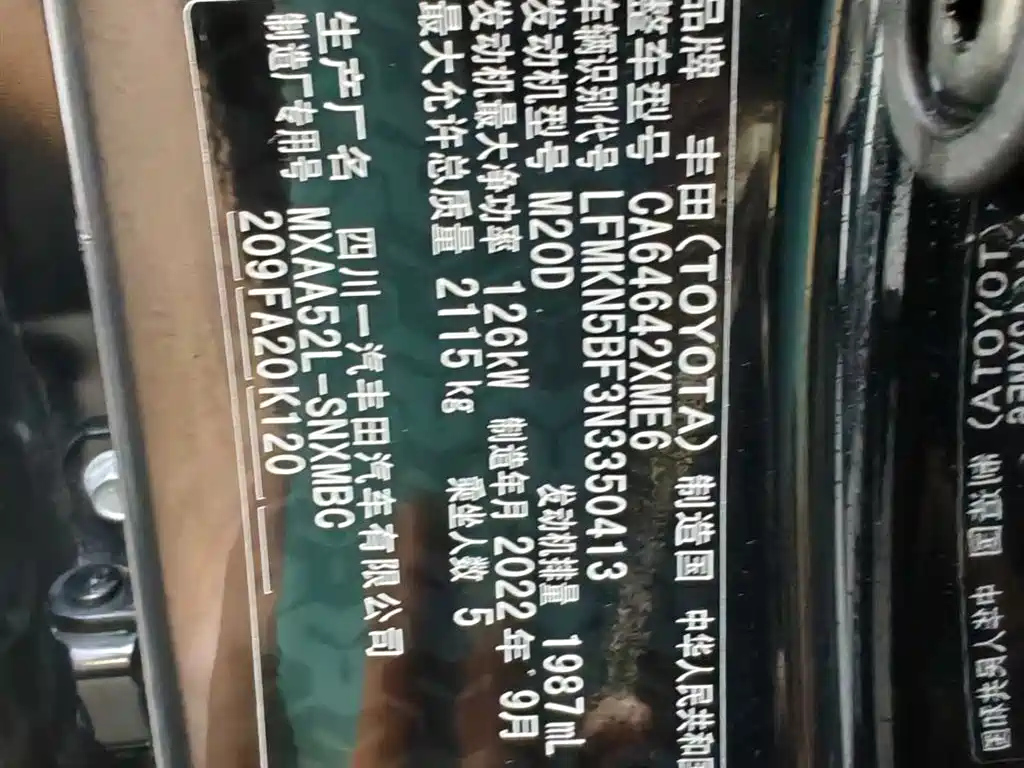 品牌 丰田(TOYOTA) 制造国 中华人民共和国
整车型号 CA64642XME6
车辆识别代号 LFMKN5BF3N3350413
发动机型号 M20D 发动机排量 1987mL
发动机最大净功率 126kW 制造年月 2022年 9月
最大允许总质量 2115kg 乘坐人数 5
生产厂名 四川一汽丰田汽车有限公司
制造厂专用号 MXAA52L-SNXMBC
209FA20K120